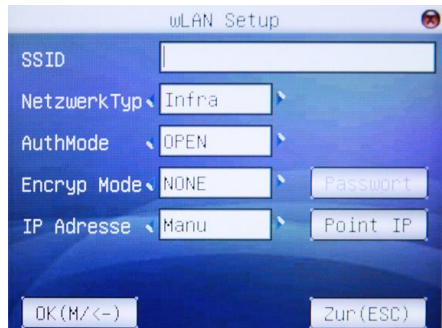 wLAN Setup
SSID
NetzwerkTyp Infra
AuthMode OPEN
Encryp Mode NONE Passwort
IP Adresse Manu Point IP
OK(M/<-) Zur(ESC)